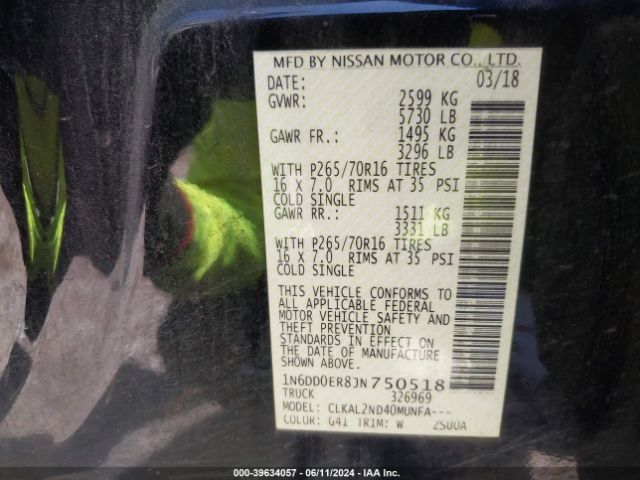 MFD BY NISSAN MOTOR CO., LTD.
DATE: 03/18
GVWR: 2599 KG
5730 LB
GAWR FR.: 1495 KG
3296 LB
WITH P265/70R16 TIRES
16 X 7.0 RIMS AT 35 PSI
COLD SINGLE
GAWR RR.: 1511 KG
3331 LB
WITH P265/70R16 TIRES
16 X 7.0 RIMS AT 35 PSI
COLD SINGLE
THIS VEHICLE CONFORMS TO
ALL APPLICABLE FEDERAL
MOTOR VEHICLE SAFETY AND
THEFT PREVENTION
STANDARDS IN EFFECT ON
THE DATE OF MANUFACTURE
SHOWN ABOVE.
1N6DD0ER8JN750518
TRUCK 326969
MODEL: CLKAL2ND40MUNFA---
COLOR: G41 TRIM: W 2S00A
000-39634057 - 06/11/2024 - IAA Inc.